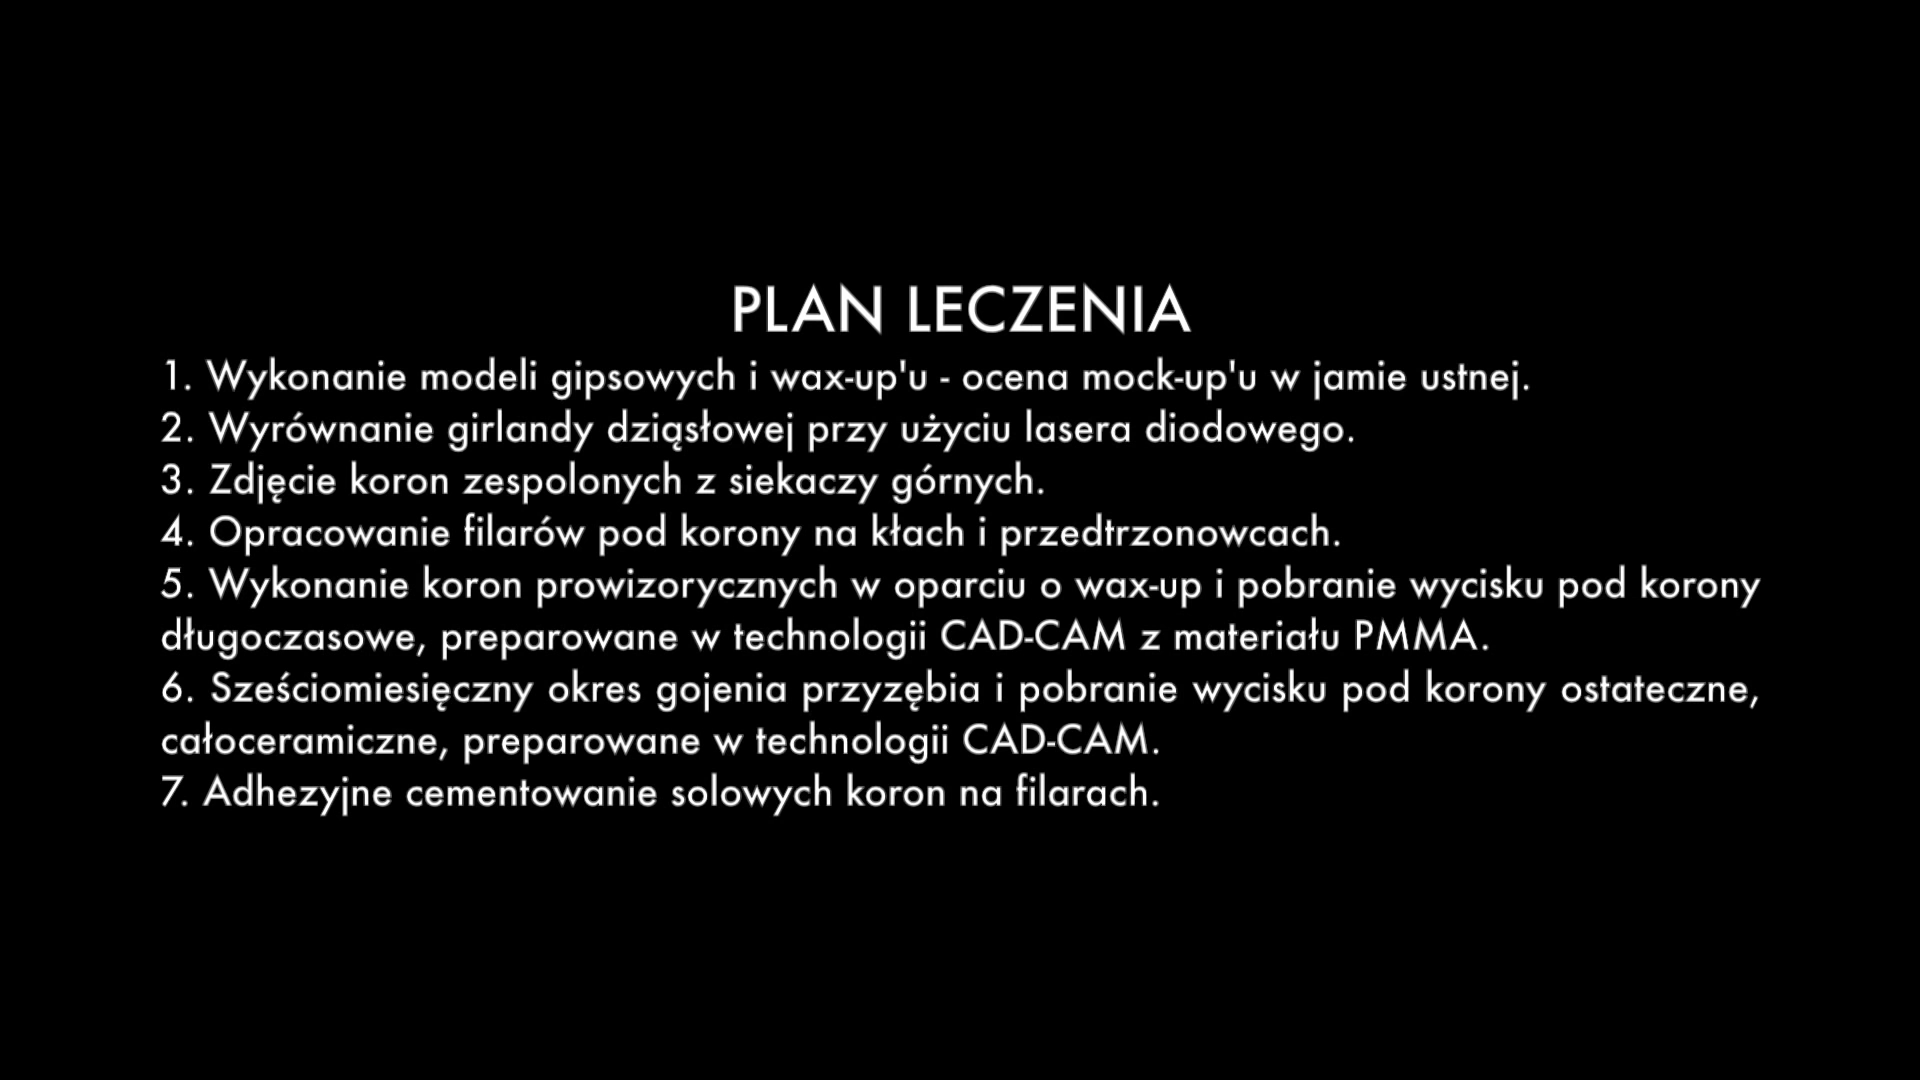 PLAN LECZENIA
1. Wykonanie modeli gipsowych i wax-up'u - ocena mock-up'u w jamie ustnej.
2. Wyrównanie girlandy dziąsłowej przy użyciu lasera diodowego.
3. Zdjęcie koron zespolonych z siekaczy górnych.
4. Opracowanie filarów pod korony na kłach i przedtrzonowcach.
5. Wykonanie koron prowizorycznych w oparciu o wax-up i pobranie wycisku pod korony
długoczasowe, preparowane w technologii CAD-CAM z materiału PMMA.
6. Sześciomiesięczny okres gojenia przyzębia i pobranie wycisku pod korony ostateczne,
całoceramiczne, preparowane w technologii CAD-CAM.
7. Adhezyjne cementowanie solowych koron na filarach.